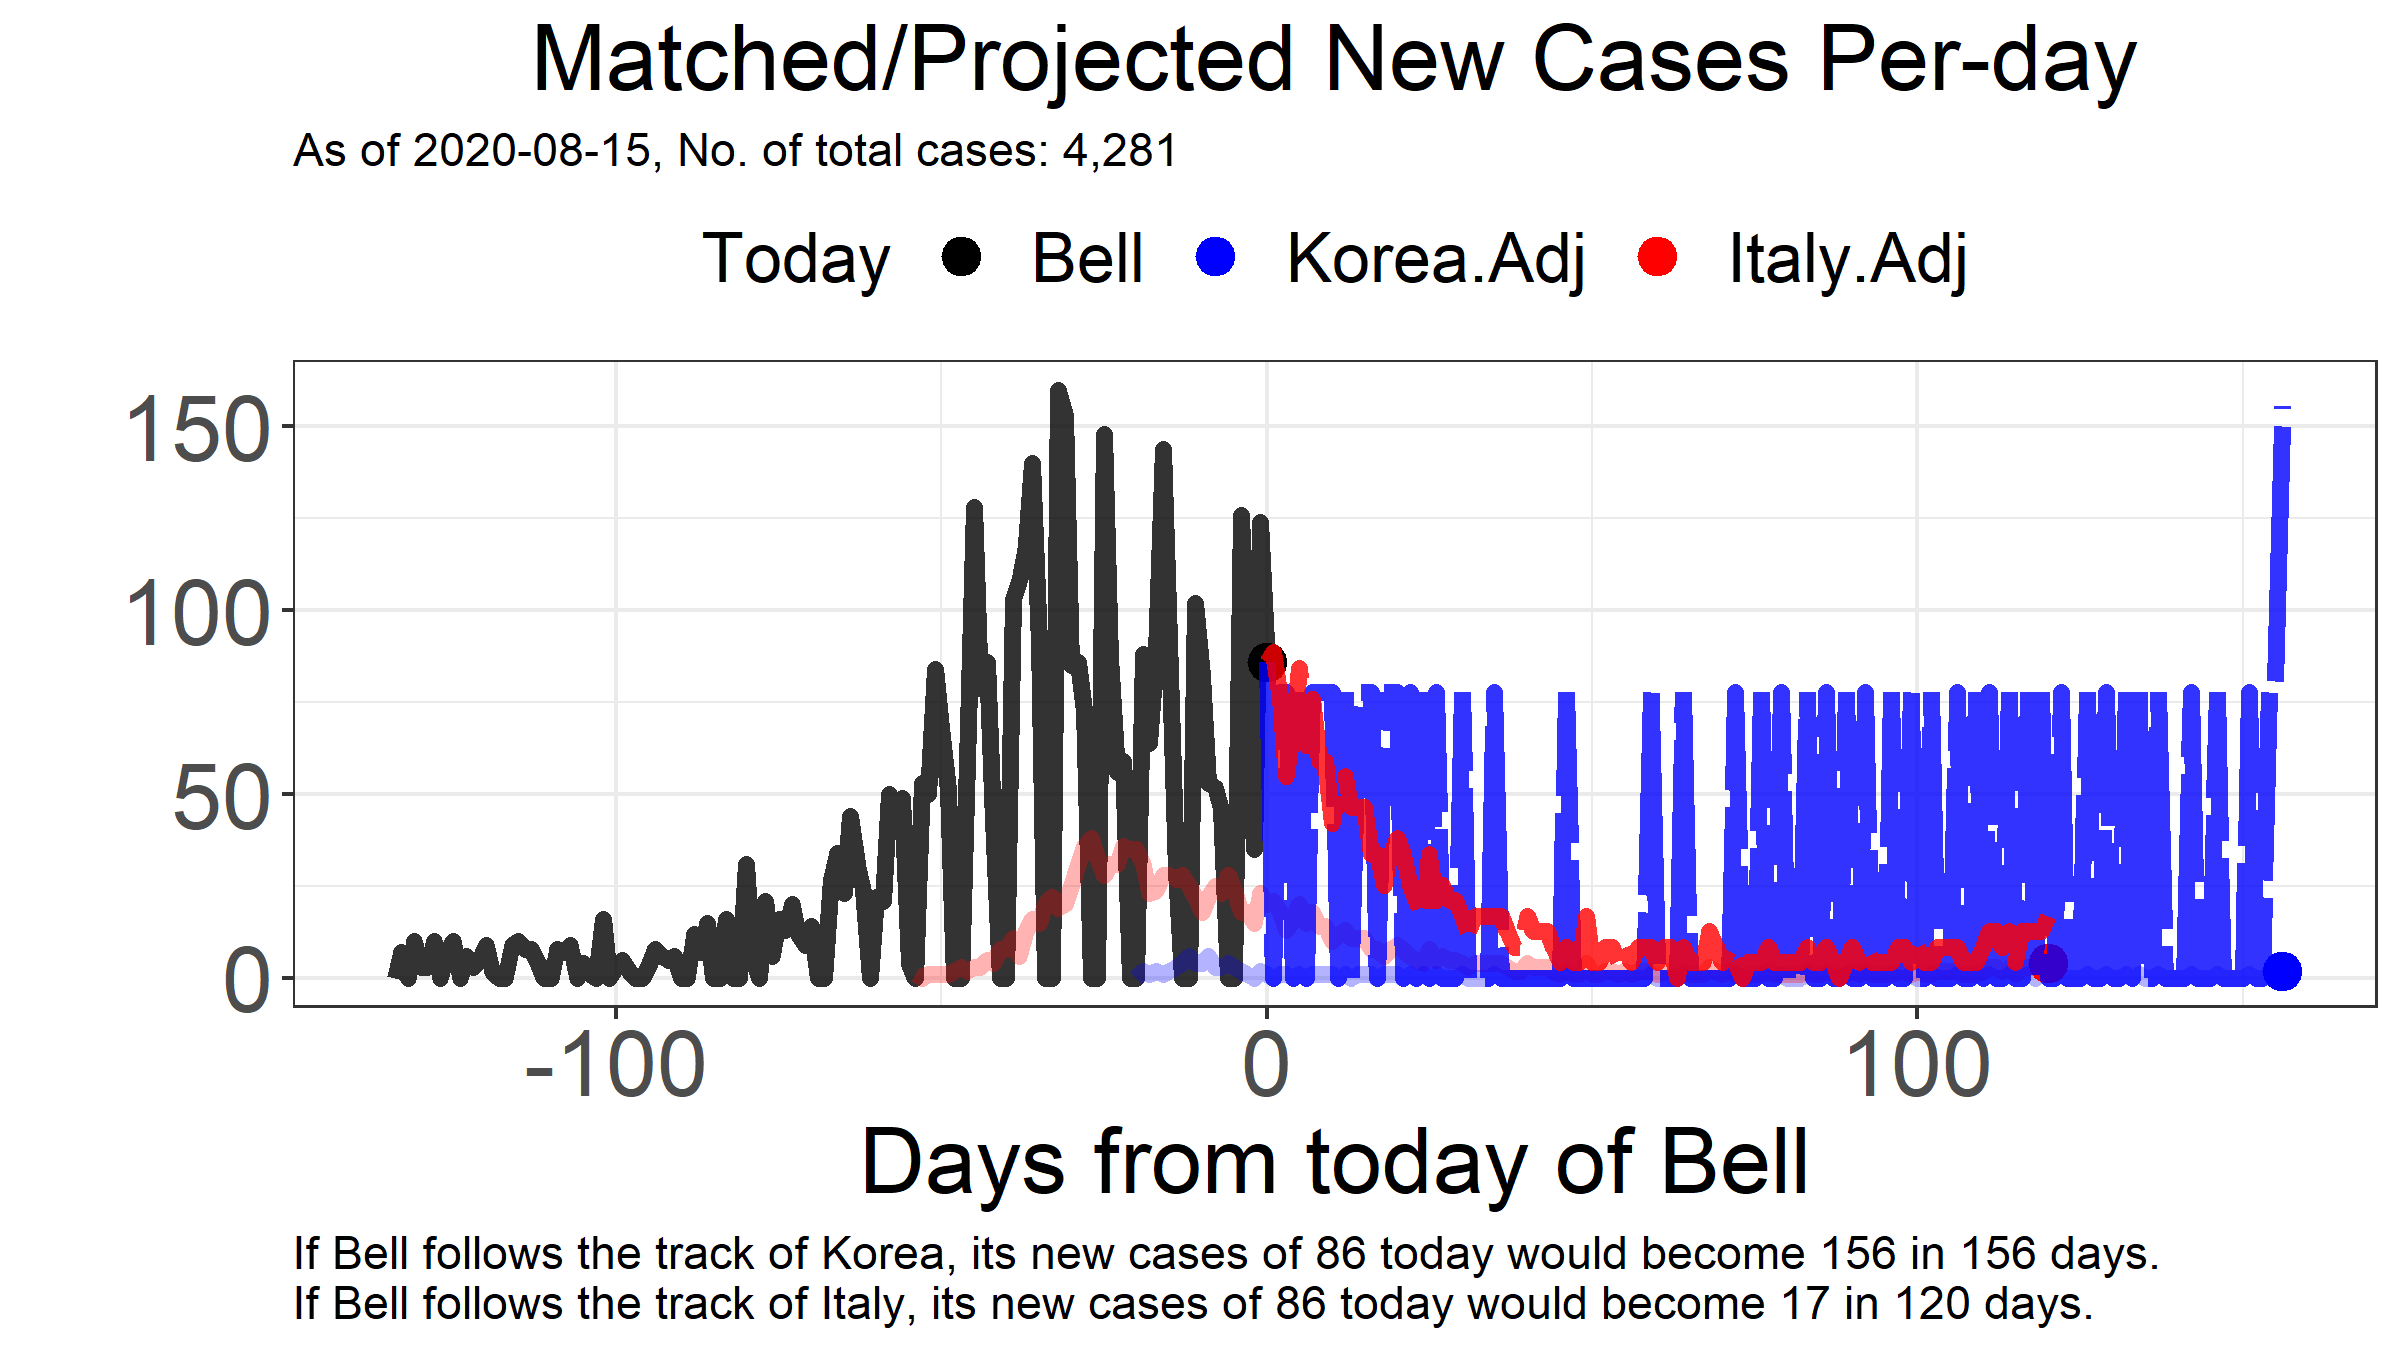 Matched/Projected New Cases Per-day
As of 2020-08-15, No. of total cases: 4,281
Today Bell Korea.Adj Italy.Adj
150
100
50
0
-100 0 100
Days from today of Bell
If Bell follows the track of Korea, its new cases of 86 today would become 156 in 156 days.
If Bell follows the track of Italy, its new cases of 86 today would become 17 in 120 days.